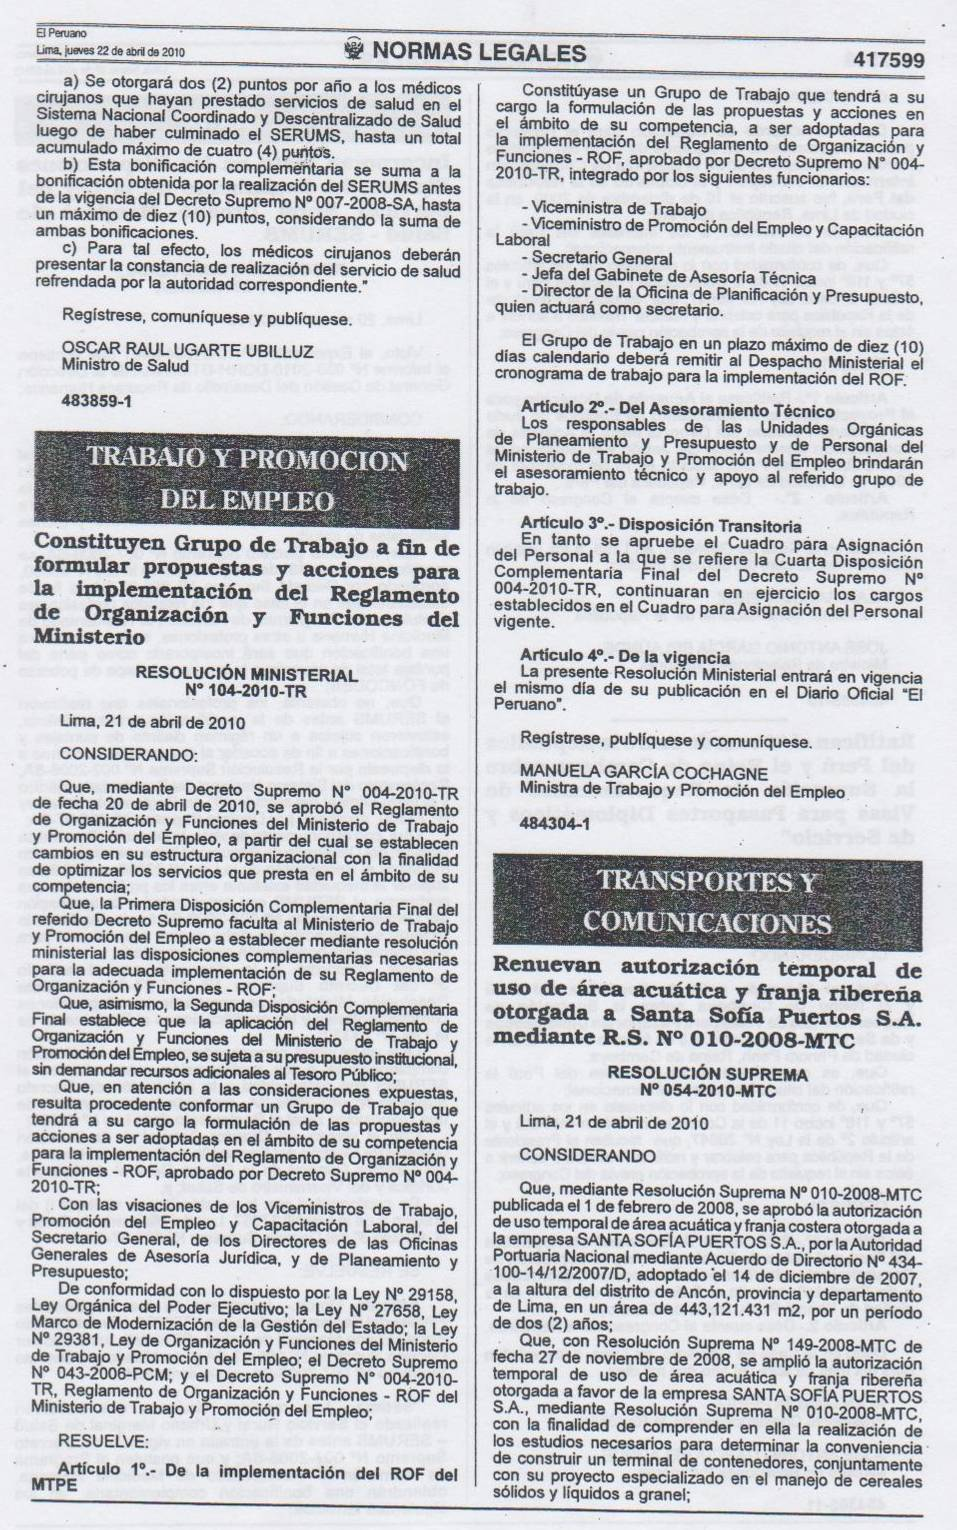 El Peruano
Lima, jueves 22 de abril de 2010
NORMAS LEGALES
417599
a) Se otorgará dos (2) puntos por año a los médicos
cirujanos que hayan prestado servicios de salud en el
Sistema Nacional Coordinado y Descentralizado de Salud
luego de haber culminado el SERUMS, hasta un total
acumulado máximo de cuatro (4) puntos.
b) Esta bonificación complementaria se suma a la
bonificación obtenida por la realización del SERUMS antes
de la vigencia del Decreto Supremo Nº 007-2008-SA, hasta
un máximo de diez (10) puntos, considerando la suma de
ambas bonificaciones.
c) Para tal efecto, los médicos cirujanos deberán
presentar la constancia de realización del servicio de salud
refrendada por la autoridad correspondiente."
Regístrese, comuníquese y publíquese.
OSCAR RAUL UGARTE UBILLUZ
Ministro de Salud
483859-1
TRABAJO Y PROMOCION
DEL EMPLEO
Constituyen Grupo de Trabajo a fin de
formular propuestas y acciones para
la implementación del Reglamento
de Organización y Funciones del
Ministerio
RESOLUCIÓN MINISTERIAL
Nº 104-2010-TR
Lima, 21 de abril de 2010
CONSIDERANDO:
Que, mediante Decreto Supremo N° 004-2010-TR
de fecha 20 de abril de 2010, se aprobó el Reglamento
de Organización y Funciones del Ministerio de Trabajo
y Promoción del Empleo, a partir del cual se establecen
cambios en su estructura organizacional con la finalidad
de optimizar los servicios que presta en el ámbito de su
competencia;
Que, la Primera Disposición Complementaria Final del
referido Decreto Supremo faculta al Ministerio de Trabajo
y Promoción del Empleo a establecer mediante resolución
ministerial las disposiciones complementarias necesarias
para la adecuada implementación de su Reglamento de
Organización y Funciones - ROF;
Que, asimismo, la Segunda Disposición Complementaria
Final establece que la aplicación del Reglamento de
Organización y Funciones del Ministerio de Trabajo y
Promoción del Empleo, se sujeta a su presupuesto institucional,
sin demandar recursos adicionales al Tesoro Público;
Que, en atención a las consideraciones expuestas,
resulta procedente conformar un Grupo de Trabajo que
tendrá a su cargo la formulación de las propuestas y
acciones a ser adoptadas en el ámbito de su competencia
para la implementación del Reglamento de Organización y
Funciones - ROF, aprobado por Decreto Supremo N° 004-
2010-TR;
Con las visaciones de los Viceministros de Trabajo,
Promoción del Empleo y Capacitación Laboral, del
Secretario General, de los Directores de las Oficinas
Generales de Asesoría Jurídica, y de Planeamiento y
Presupuesto;
De conformidad con lo dispuesto por la Ley Nº 29158,
Ley Orgánica del Poder Ejecutivo; la Ley N° 27658, Ley
Marco de Modernización de la Gestión del Estado; la Ley
N° 29381, Ley de Organización y Funciones del Ministerio
de Trabajo y Promoción del Empleo; el Decreto Supremo
Nº 043-2006-PCM; y el Decreto Supremo N° 004-2010-
TR, Reglamento de Organización y Funciones - ROF del
Ministerio de Trabajo y Promoción del Empleo;
RESUELVE:
Artículo 1º.- De la implementación del ROF del
MTPE
Constitúyase un Grupo de Trabajo que tendrá a su
cargo la formulación de las propuestas y acciones en
el ámbito de su competencia, a ser adoptadas para
la implementación del Reglamento de Organización y
Funciones - ROF, aprobado por Decreto Supremo N° 004-
2010-TR, integrado por los siguientes funcionarios:
- Viceministra de Trabajo
- Viceministro de Promoción del Empleo y Capacitación
Laboral
- Secretario General
- Jefa del Gabinete de Asesoría Técnica
- Director de la Oficina de Planificación y Presupuesto,
quien actuará como secretario.
El Grupo de Trabajo en un plazo máximo de diez (10)
días calendario deberá remitir al Despacho Ministerial el
cronograma de trabajo para la implementación del ROF.
Artículo 2º.- Del Asesoramiento Técnico
Los responsables de las Unidades Orgánicas
de Planeamiento y Presupuesto y de Personal del
Ministerio de Trabajo y Promoción del Empleo brindarán
el asesoramiento técnico y apoyo al referido grupo de
trabajo.
Artículo 3º.- Disposición Transitoria
En tanto se apruebe el Cuadro para Asignación
del Personal a la que se refiere la Cuarta Disposición
Complementaria Final del Decreto Supremo Nº
004-2010-TR, continuaran en ejercicio los cargos
establecidos en el Cuadro para Asignación del Personal
vigente.
Artículo 4º.- De la vigencia
La presente Resolución Ministerial entrará en vigencia
el mismo día de su publicación en el Diario Oficial "El
Peruano".
Regístrese, publíquese y comuníquese.
MANUELA GARCÍA COCHAGNE
Ministra de Trabajo y Promoción del Empleo
484304-1
TRANSPORTES Y
COMUNICACIONES
Renuevan autorización temporal de
uso de área acuática y franja ribereña
otorgada a Santa Sofía Puertos S.A.
mediante R.S. Nº 010-2008-MTC
RESOLUCIÓN SUPREMA
Nº 054-2010-MTC
Lima, 21 de abril de 2010
CONSIDERANDO
Que, mediante Resolución Suprema Nº 010-2008-MTC
publicada el 1 de febrero de 2008, se aprobó la autorización
de uso temporal de área acuática y franja costera otorgada a
la empresa SANTA SOFÍA PUERTOS S.A., por la Autoridad
Portuaria Nacional mediante Acuerdo de Directorio Nº 434-
100-14/12/2007/D, adoptado el 14 de diciembre de 2007,
a la altura del distrito de Ancón, provincia y departamento
de Lima, en un área de 443,121.431 m2, por un período
de dos (2) años;
Que, con Resolución Suprema Nº 149-2008-MTC de
fecha 27 de noviembre de 2008, se amplió la autorización
temporal de uso de área acuática y franja ribereña
otorgada a favor de la empresa SANTA SOFÍA PUERTOS
S.A., mediante Resolución Suprema Nº 010-2008-MTC,
con la finalidad de comprender en ella la realización de
los estudios necesarios para determinar la conveniencia
de construir un terminal de contenedores, conjuntamente
con su proyecto especializado en el manejo de cereales
sólidos y líquidos a granel;